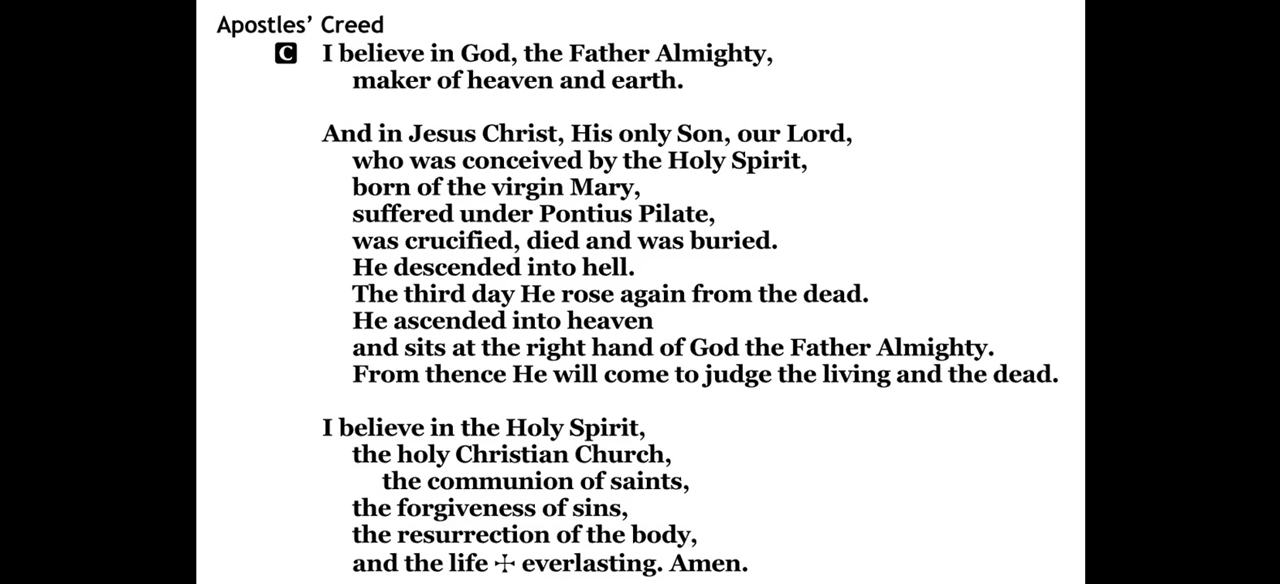 Apostles’ Creed
C I believe in God, the Father Almighty,
maker of heaven and earth.
And in Jesus Christ, His only Son, our Lord,
who was conceived by the Holy Spirit,
born of the virgin Mary,
suffered under Pontius Pilate,
was crucified, died and was buried.
He descended into hell.
The third day He rose again from the dead.
He ascended into heaven
and sits at the right hand of God the Father Almighty.
From thence He will come to judge the living and the dead.
I believe in the Holy Spirit,
the holy Christian Church,
the communion of saints,
the forgiveness of sins,
the resurrection of the body,
and the life ☩ everlasting. Amen.